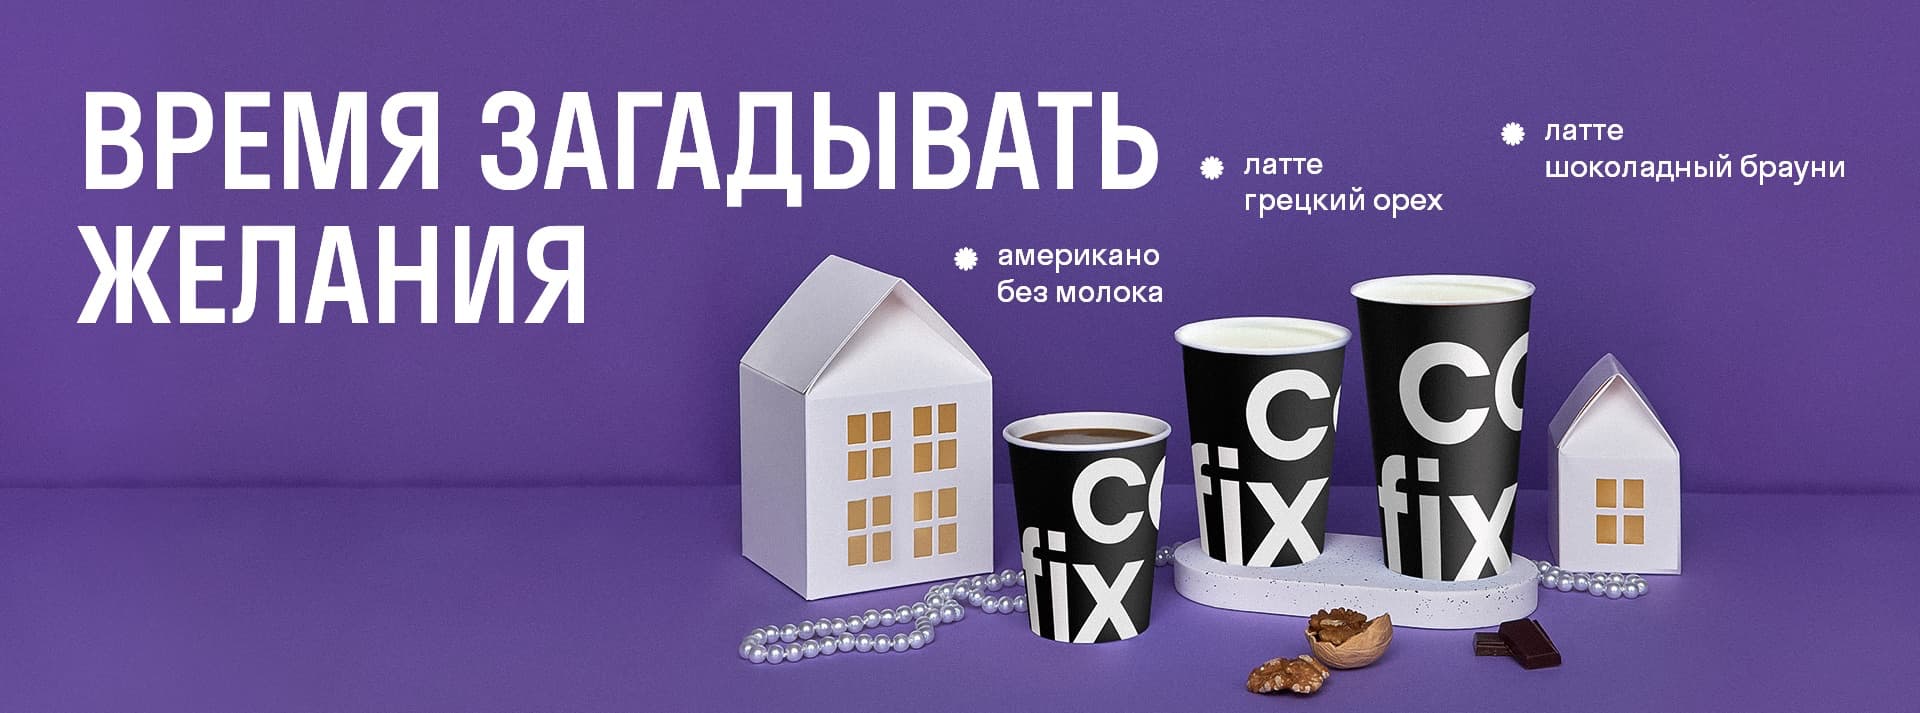 ВРЕМЯ ЗАГАДЫВАТЬ
ЖЕЛАНИЯ
американо
без молока
латте
грецкий орех
латте
шоколадный брауни
co
fix
co
fix
co
fix